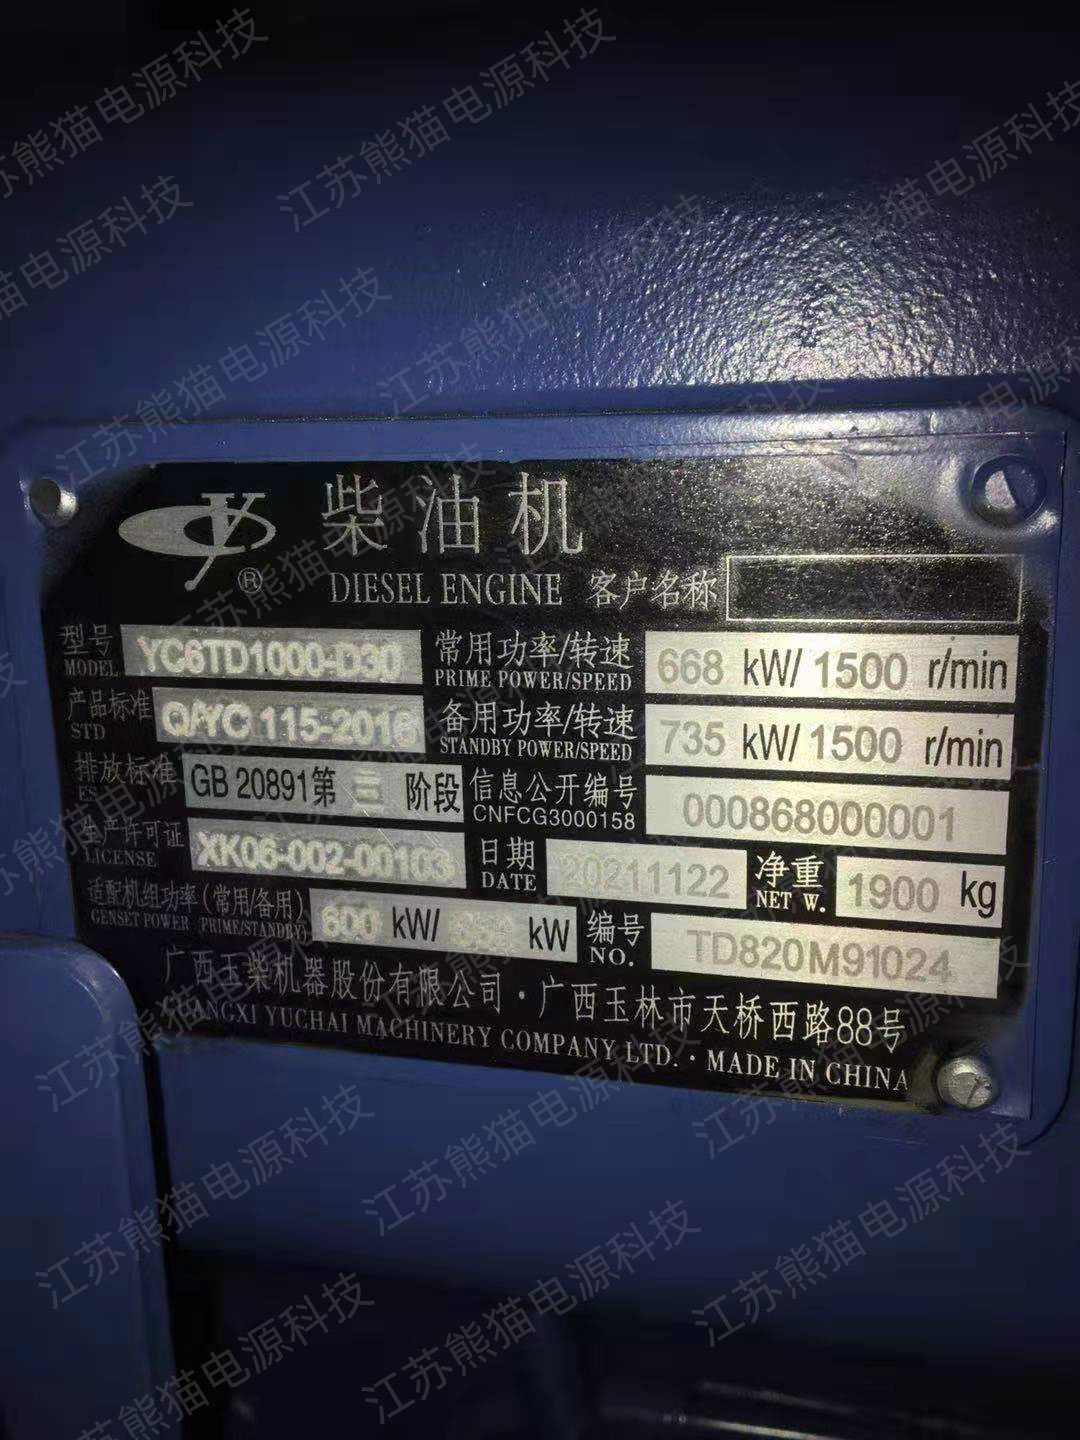 柴油机
DIESEL ENGINE 客户名称
型号 YC6TD1000-D30 常用功率/转速 668 kW/ 1500 r/min
MODEL PRIME POWER/SPEED
产品标准 Q/YC 115-2016 备用功率/转速 735 kW/ 1500 r/min
STD STANDBY POWER/SPEED
排放标准 GB 20891第 三 阶段 信息公开编号 000868000001
ES CNFCG3000158
生产许可证 XK06-002-00103 日期 20211122 净重 1900 kg
LICENSE DATE NET W.
适配机组功率(常用/备用) 600 kW/ kW 编号 TD820M91024
GENSET POWER (PRIME/STANDBY) NO.
广西玉柴机器股份有限公司·广西玉林市天桥西路88号
GUANGXI YUCHAI MACHINERY COMPANY LTD. · MADE IN CHINA
江苏熊猫电源科技